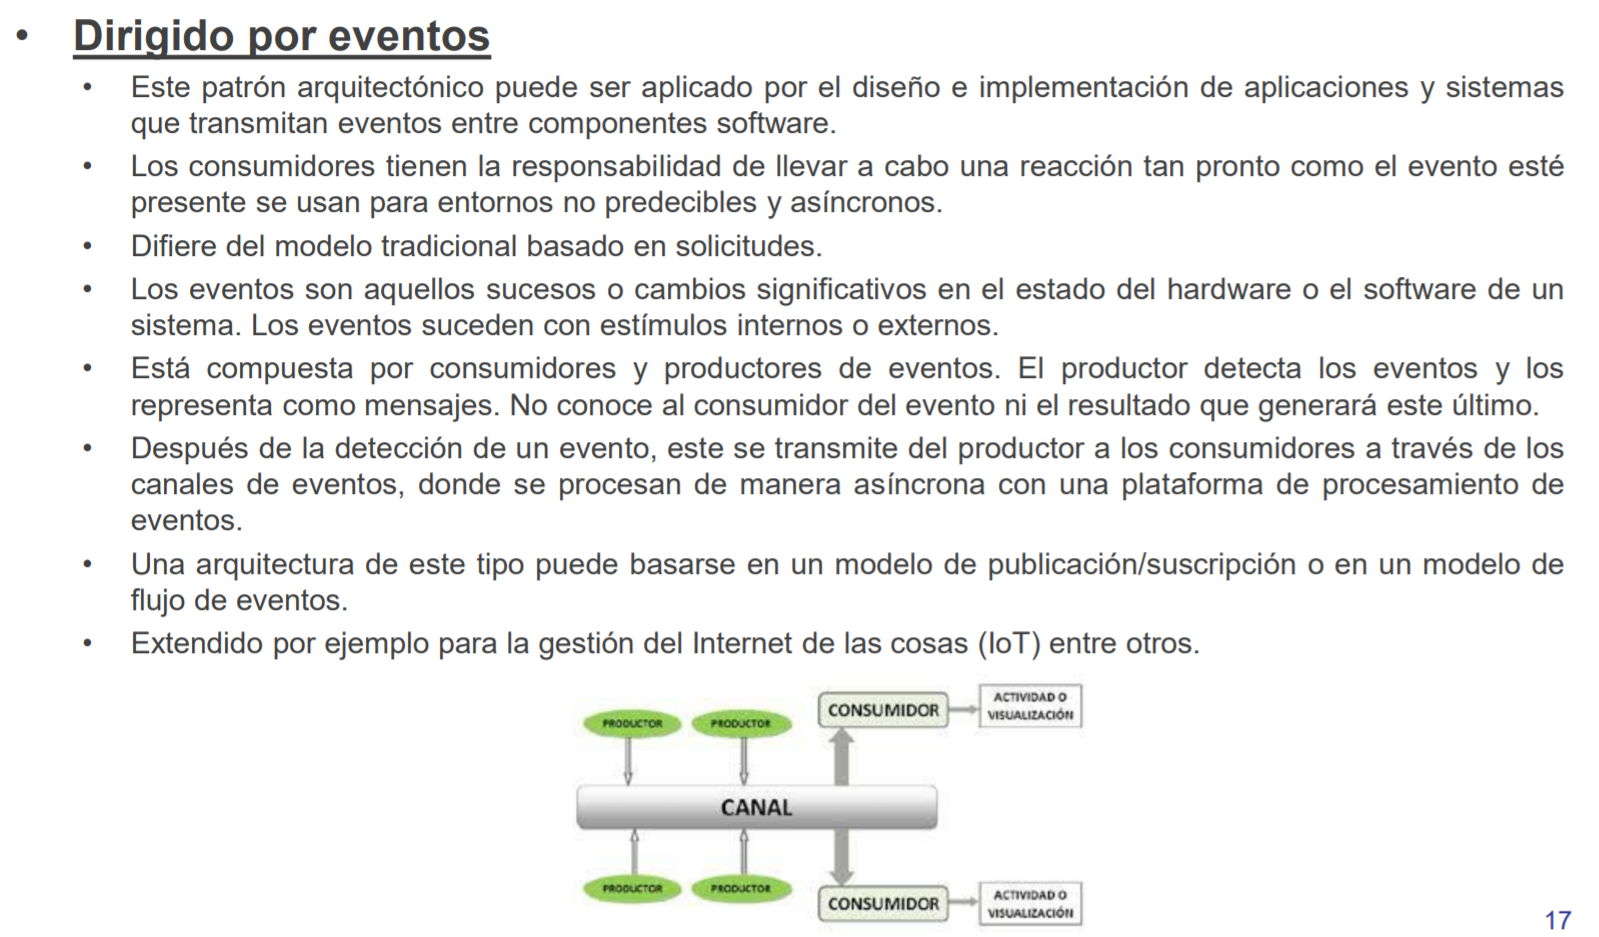 • Dirigido por eventos
• Este patrón arquitectónico puede ser aplicado por el diseño e implementación de aplicaciones y sistemas
que transmitan eventos entre componentes software.
• Los consumidores tienen la responsabilidad de llevar a cabo una reacción tan pronto como el evento esté
presente se usan para entornos no predecibles y asíncronos.
• Difiere del modelo tradicional basado en solicitudes.
• Los eventos son aquellos sucesos o cambios significativos en el estado del hardware o el software de un
sistema. Los eventos suceden con estímulos internos o externos.
• Está compuesta por consumidores y productores de eventos. El productor detecta los eventos y los
representa como mensajes. No conoce al consumidor del evento ni el resultado que generará este último.
• Después de la detección de un evento, este se transmite del productor a los consumidores a través de los
canales de eventos, donde se procesan de manera asíncrona con una plataforma de procesamiento de
eventos.
• Una arquitectura de este tipo puede basarse en un modelo de publicación/suscripción o en un modelo de
flujo de eventos.
• Extendido por ejemplo para la gestión del Internet de las cosas (IoT) entre otros.
PRODUCTOR
PRODUCTOR
CONSUMIDOR
ACTIVIDAD O
VISUALIZACIÓN
CANAL
PRODUCTOR
PRODUCTOR
CONSUMIDOR
ACTIVIDAD O
VISUALIZACIÓN
17